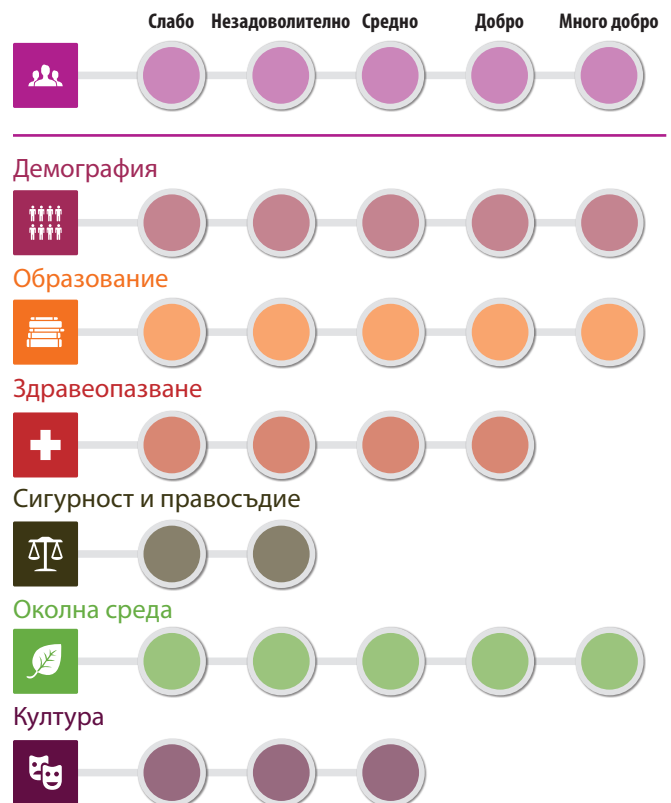 Слабо Незадоволително Средно Добро Много добро
Демография
Образование
Здравеопазване
Сигурност и правосъдие
Околна среда
Култура